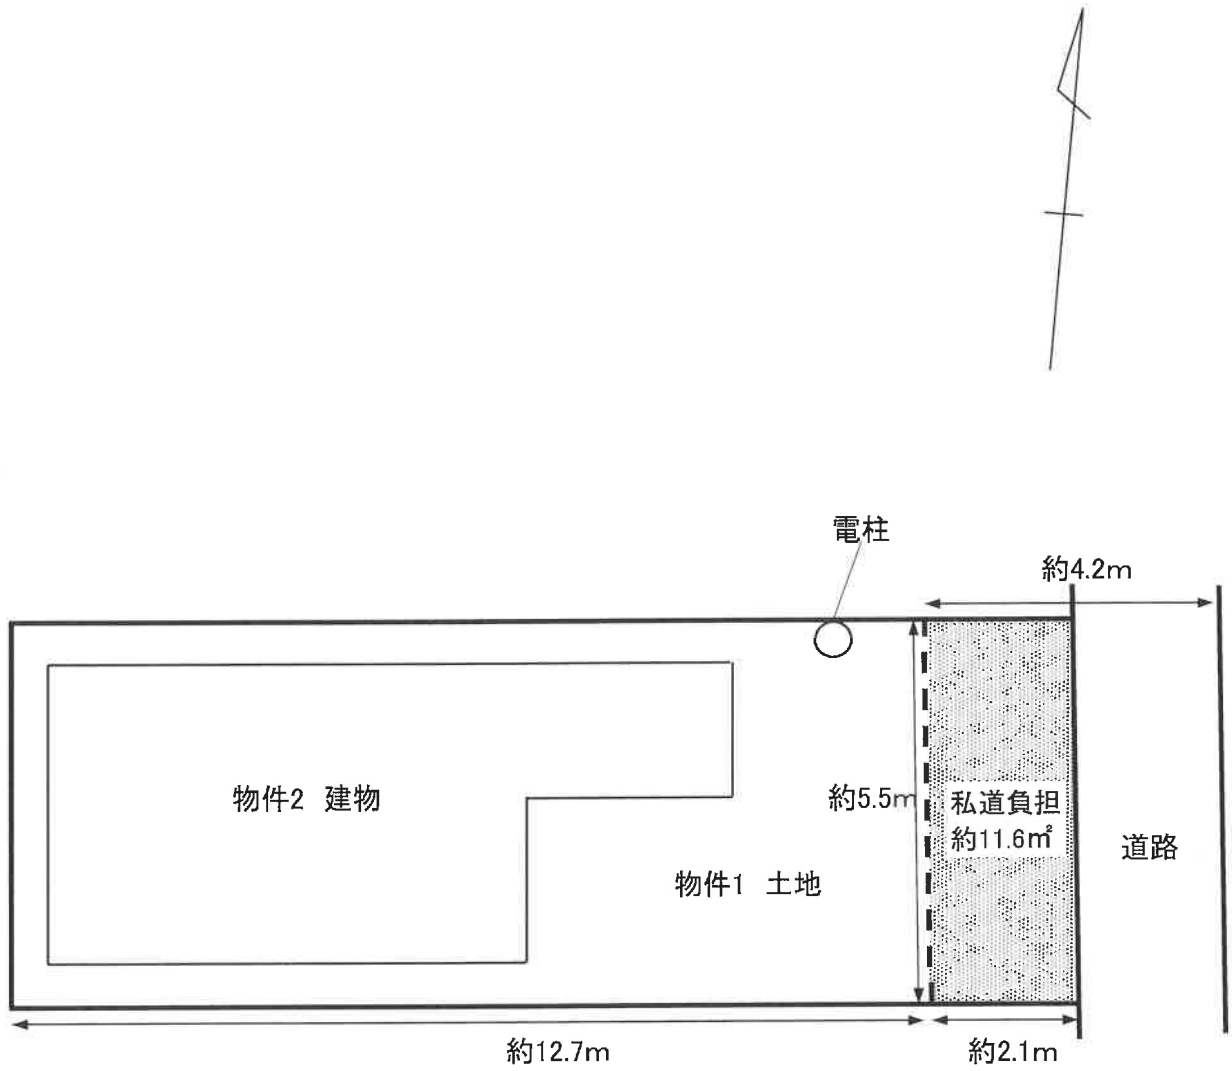 電柱
約4.2m
物件2 建物
約5.5m
私道負担
約11.6㎡
道路
物件1 土地
約12.7m
約2.1m